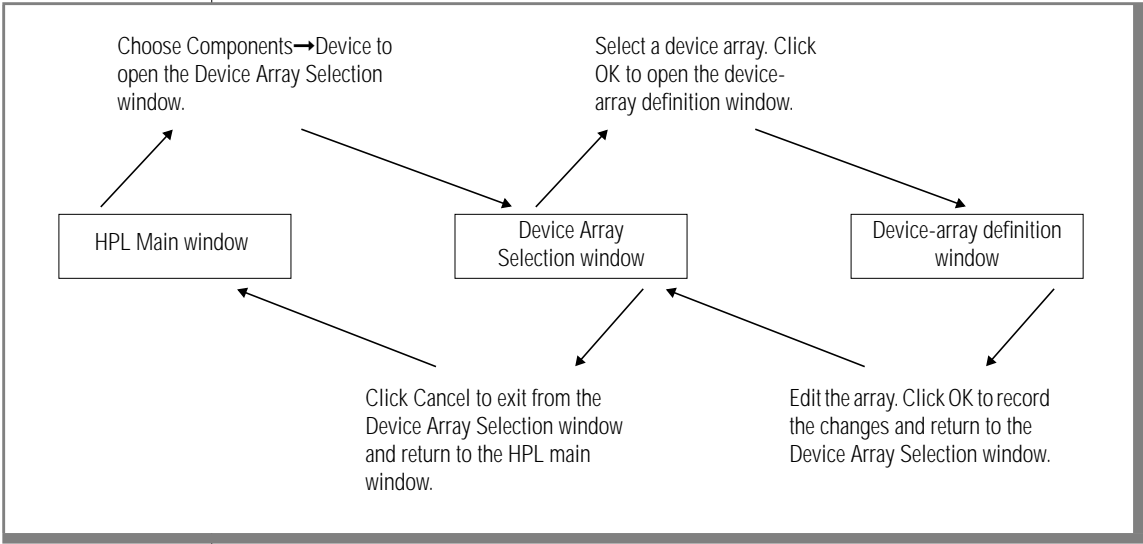 Choose Components→Device to
open the Device Array Selection
window.
Select a device array. Click
OK to open the device-
array definition window.
HPL Main window
Device Array
Selection window
Device-array definition
window
Click Cancel to exit from the
Device Array Selection window
and return to the HPL main
window.
Edit the array. Click OK to record
the changes and return to the
Device Array Selection window.